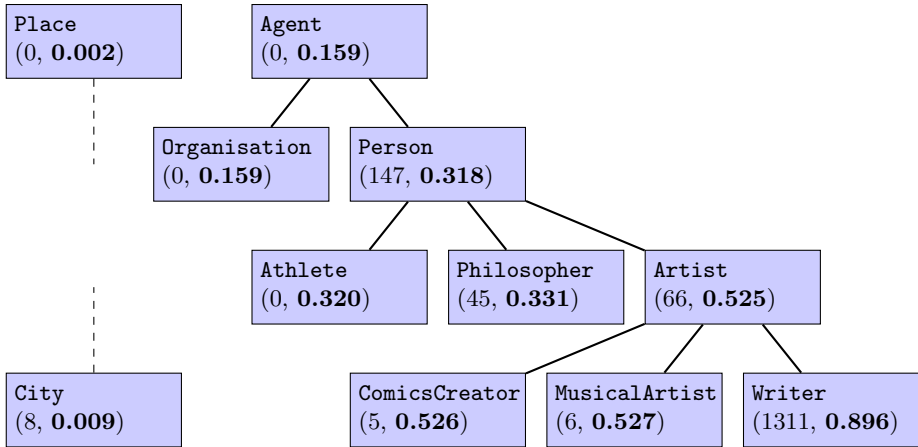 Place
(0, 0.002)
Agent
(0, 0.159)
Organisation
(0, 0.159)
Person
(147, 0.318)
Athlete
(0, 0.320)
Philosopher
(45, 0.331)
Artist
(66, 0.525)
City
(8, 0.009)
ComicsCreator
(5, 0.526)
MusicalArtist
(6, 0.527)
Writer
(1311, 0.896)